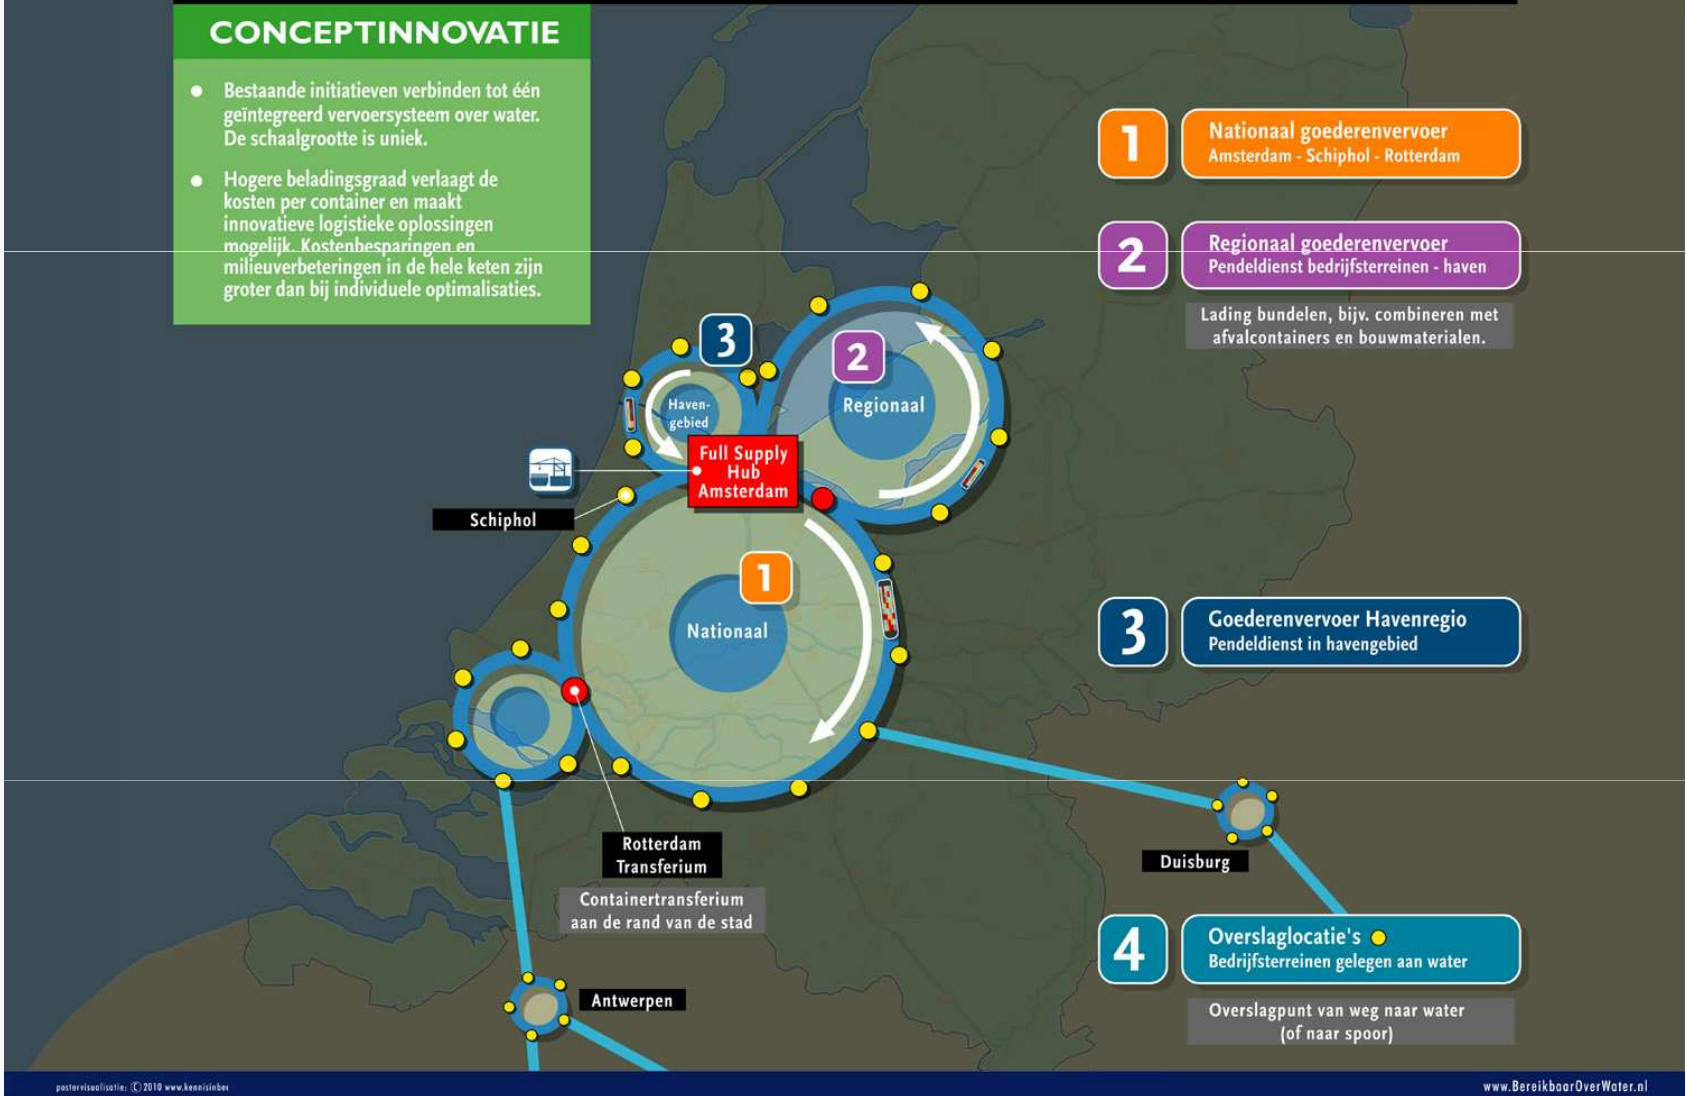 CONCEPTINNOVATIE
Bestaande initiatieven verbinden tot één
geïntegreerd vervoersysteem over water.
De schaalgrootte is uniek.
Hogere beladingsgraad verlaagt de
kosten per container en maakt
innovatieve logistieke oplossingen
mogelijk. Kostenbesparingen en
milieuverbeteringen in de hele keten zijn
groter dan bij individuele optimalisaties.
1
Nationaal goederenvervoer
Amsterdam - Schiphol - Rotterdam
2
Regionaal goederenvervoer
Pendeldienst bedrijfsterreinen - haven
Lading bundelen, bijv. combineren met
afvalcontainers en bouwmaterialen.
3
2
Haven-
gebied
Regionaal
Full Supply
Hub
Amsterdam
Schiphol
1
Nationaal
3
Goederenvervoer Havenregio
Pendeldienst in havengebied
Rotterdam
Transferium
Containertransferium
aan de rand van de stad
Duisburg
Antwerpen
4
Overslaglocatie's
Bedrijfsterreinen gelegen aan water
Overslagpunt van weg naar water
(of naar spoor)
postervisualisatie: © 2010 www.kennisinbe
www.BereikbaarOverWater.nl